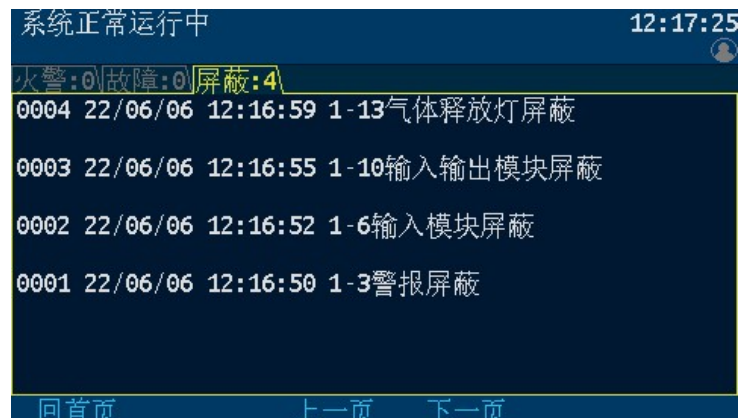 系统正常运行中 12:17:25
火警:0 故障:0 屏蔽:4
0004 22/06/06 12:16:59 1-13气体释放灯屏蔽
0003 22/06/06 12:16:55 1-10输入输出模块屏蔽
0002 22/06/06 12:16:52 1-6输入模块屏蔽
0001 22/06/06 12:16:50 1-3警报屏蔽
回首页 上一页 下一页